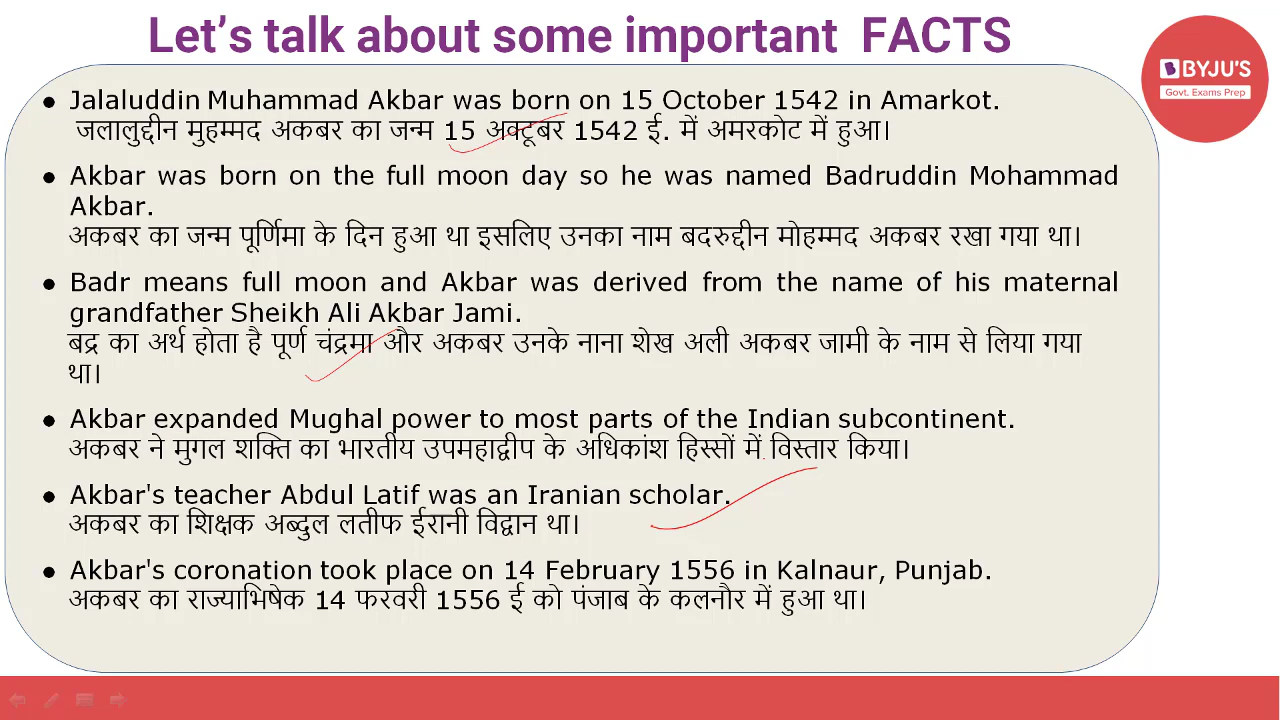 Let's talk about some important FACTS
BYJU'S
Govt. Exams Prep
● Jalaluddin Muhammad Akbar was born on 15 October 1542 in Amarkot.
जलालुद्दीन मुहम्मद अकबर का जन्म 15 अक्टूबर 1542 ई. में अमरकोट में हुआ।
● Akbar was born on the full moon day so he was named Badruddin Mohammad
Akbar.
अकबर का जन्म पूर्णिमा के दिन हुआ था इसलिए उनका नाम बदरुद्दीन मोहम्मद अकबर रखा गया था।
● Badr means full moon and Akbar was derived from the name of his maternal
grandfather Sheikh Ali Akbar Jami.
बद्र का अर्थ होता है पूर्ण चंद्रमा और अकबर उनके नाना शेख अली अकबर जामी के नाम से लिया गया
था।
● Akbar expanded Mughal power to most parts of the Indian subcontinent.
अकबर ने मुगल शक्ति का भारतीय उपमहाद्वीप के अधिकांश हिस्सों में विस्तार किया।
● Akbar's teacher Abdul Latif was an Iranian scholar.
अकबर का शिक्षक अब्दुल लतीफ ईरानी विद्वान था।
● Akbar's coronation took place on 14 February 1556 in Kalnaur, Punjab.
अकबर का राज्याभिषेक 14 फरवरी 1556 ई को पंजाब के कलनौर में हुआ था।